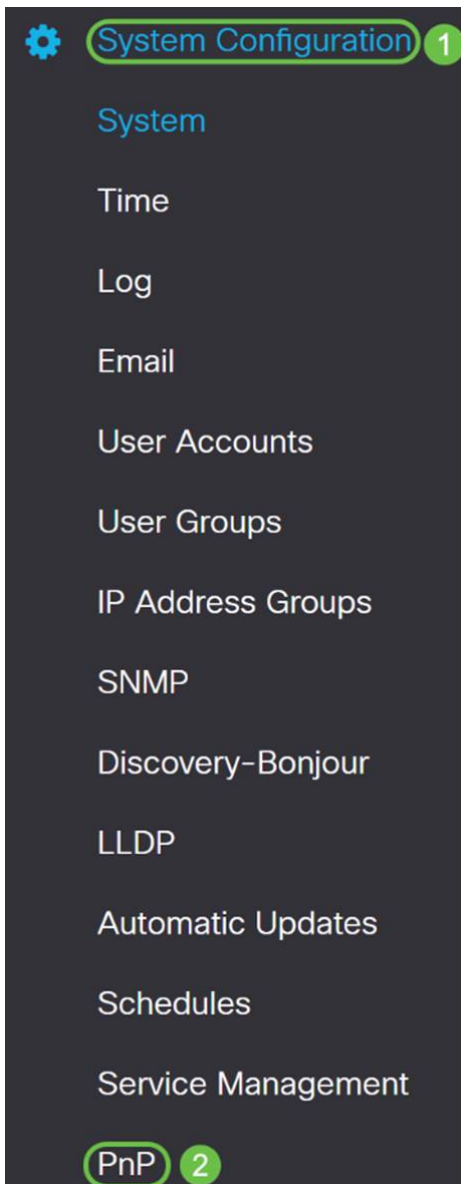 System Configuration 1
System
Time
Log
Email
User Accounts
User Groups
IP Address Groups
SNMP
Discovery-Bonjour
LLDP
Automatic Updates
Schedules
Service Management
PnP 2